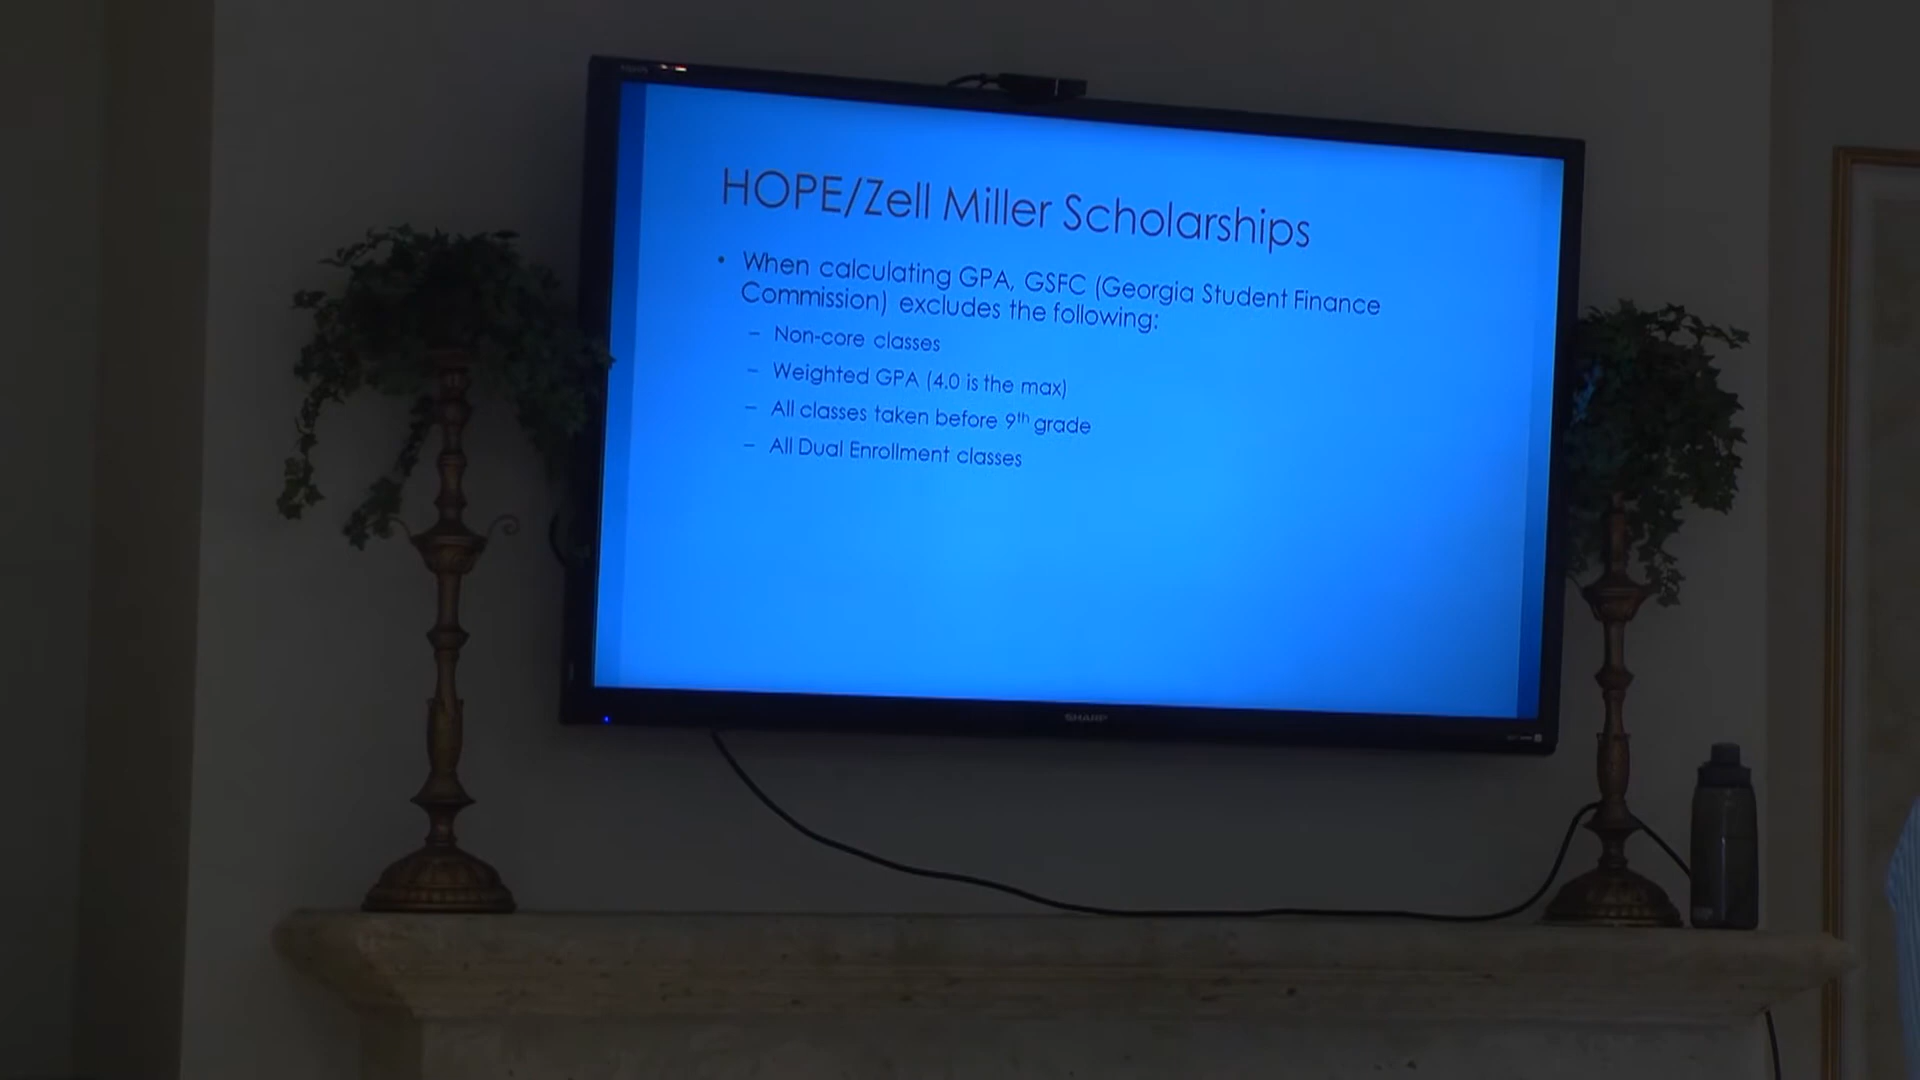 HOPE/Zell Miller Scholarships
• When calculating GPA, GSFC (Georgia Student Finance
Commission) excludes the following:
– Non-core classes
– Weighted GPA (4.0 is the max)
– All classes taken before 9th grade
– All Dual Enrollment classes
SHARP